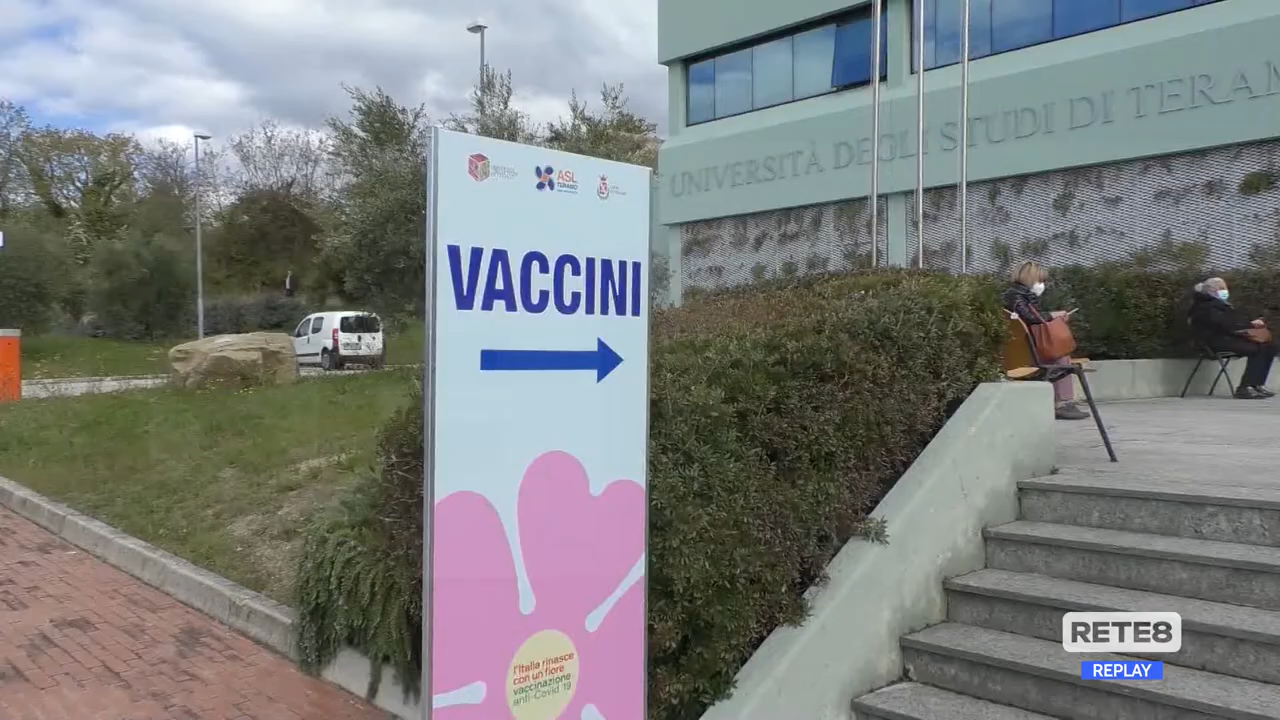 UNIVERSITÀ DEGLI STUDI DI TERAM
ASL
TERAMO
VACCINI
l'Italia rinasce
con un fiore
vaccinazione
anti-Covid 19
RETE8
REPLAY